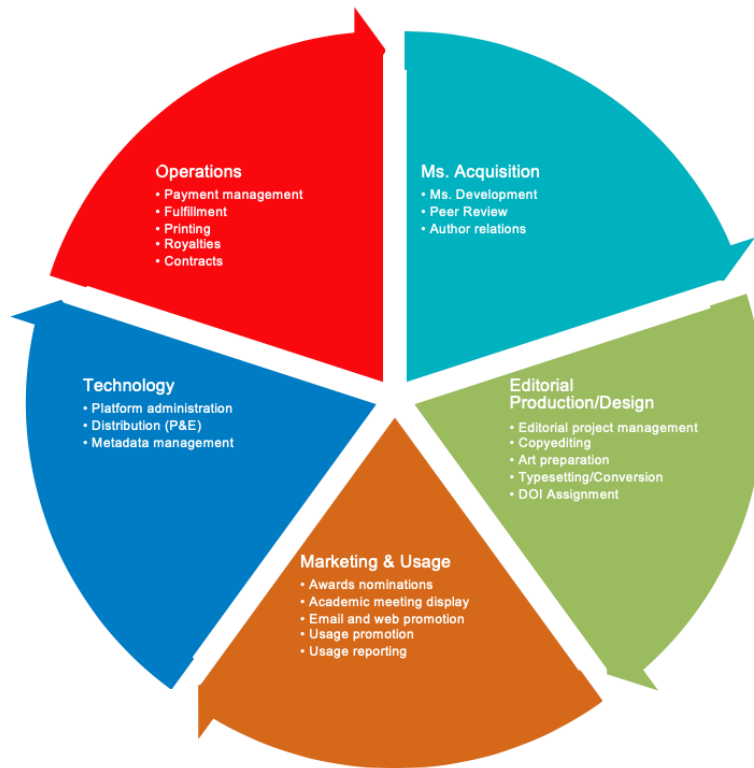 Operations
• Payment management
• Fulfillment
• Printing
• Royalties
• Contracts
Ms. Acquisition
• Ms. Development
• Peer Review
• Author relations
Technology
• Platform administration
• Distribution (P&E)
• Metadata management
Editorial
Production/Design
• Editorial project management
• Copyediting
• Art preparation
• Typesetting/Conversion
• DOI Assignment
Marketing & Usage
• Awards nominations
• Academic meeting display
• Email and web promotion
• Usage promotion
• Usage reporting